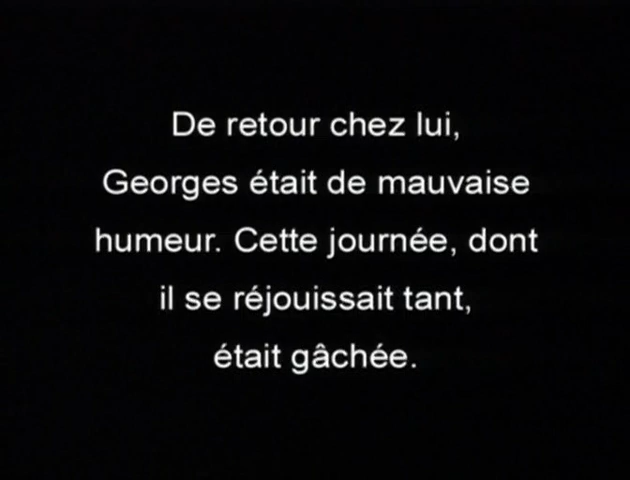 De retour chez lui,
Georges était de mauvaise
humeur. Cette journée, dont
il se réjouissait tant,
était gâchée.